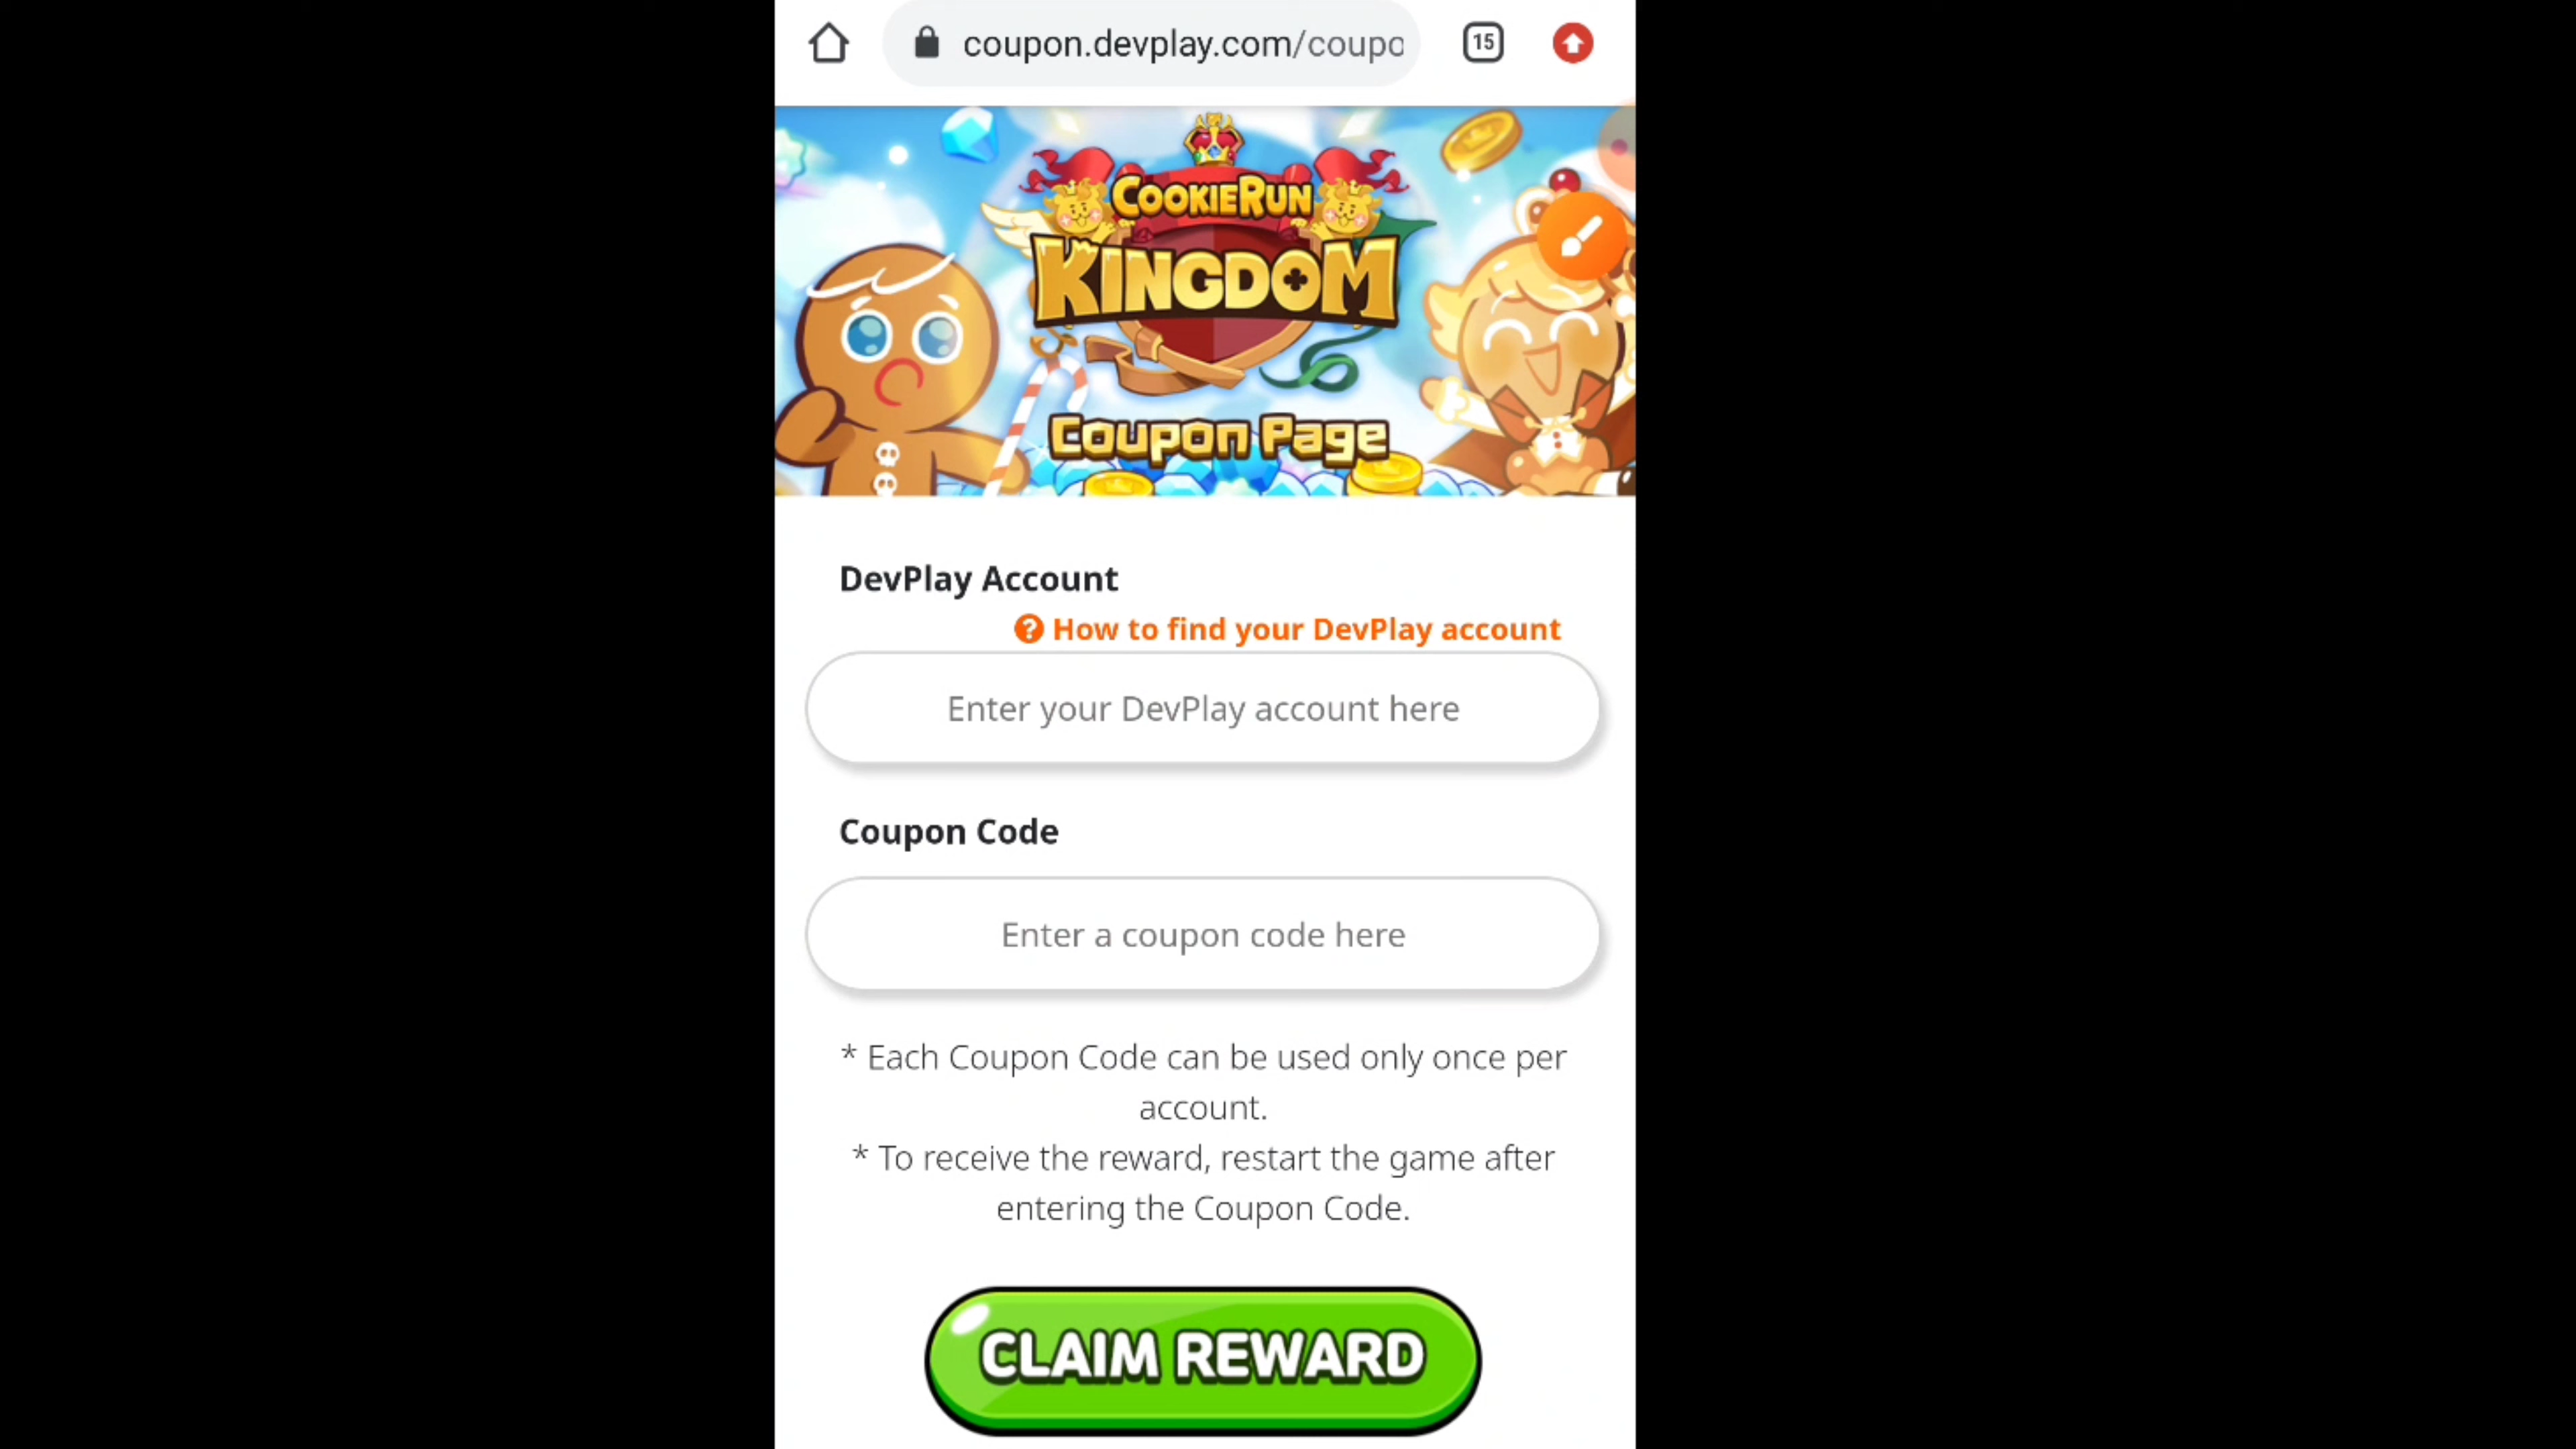 coupon.devplay.com/coupo
15
COOKIERUN
KINGDOM
Coupon Page
DevPlay Account
? How to find your DevPlay account
Enter your DevPlay account here
Coupon Code
Enter a coupon code here
* Each Coupon Code can be used only once per
account.
* To receive the reward, restart the game after
entering the Coupon Code.
CLAIM REWARD